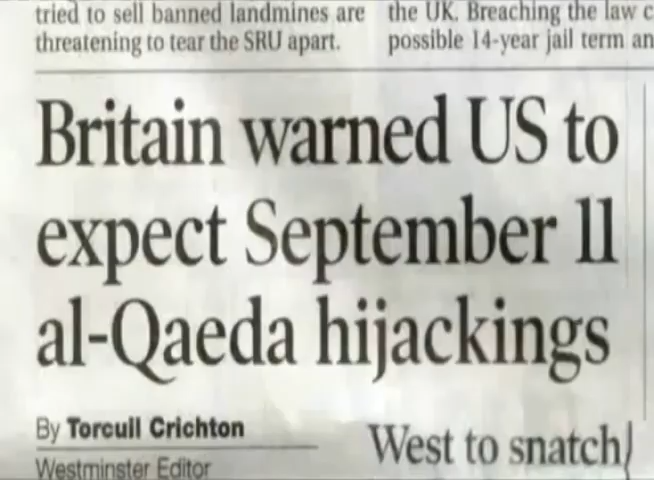 tried to sell banned landmines are
threatening to tear the SRU apart.
the UK. Breaching the law
possible 14-year jail term an
Britain warned US to
expect September 11
al-Qaeda hijackings
By Torcuil Crichton
Westminster Editor
West to snatch